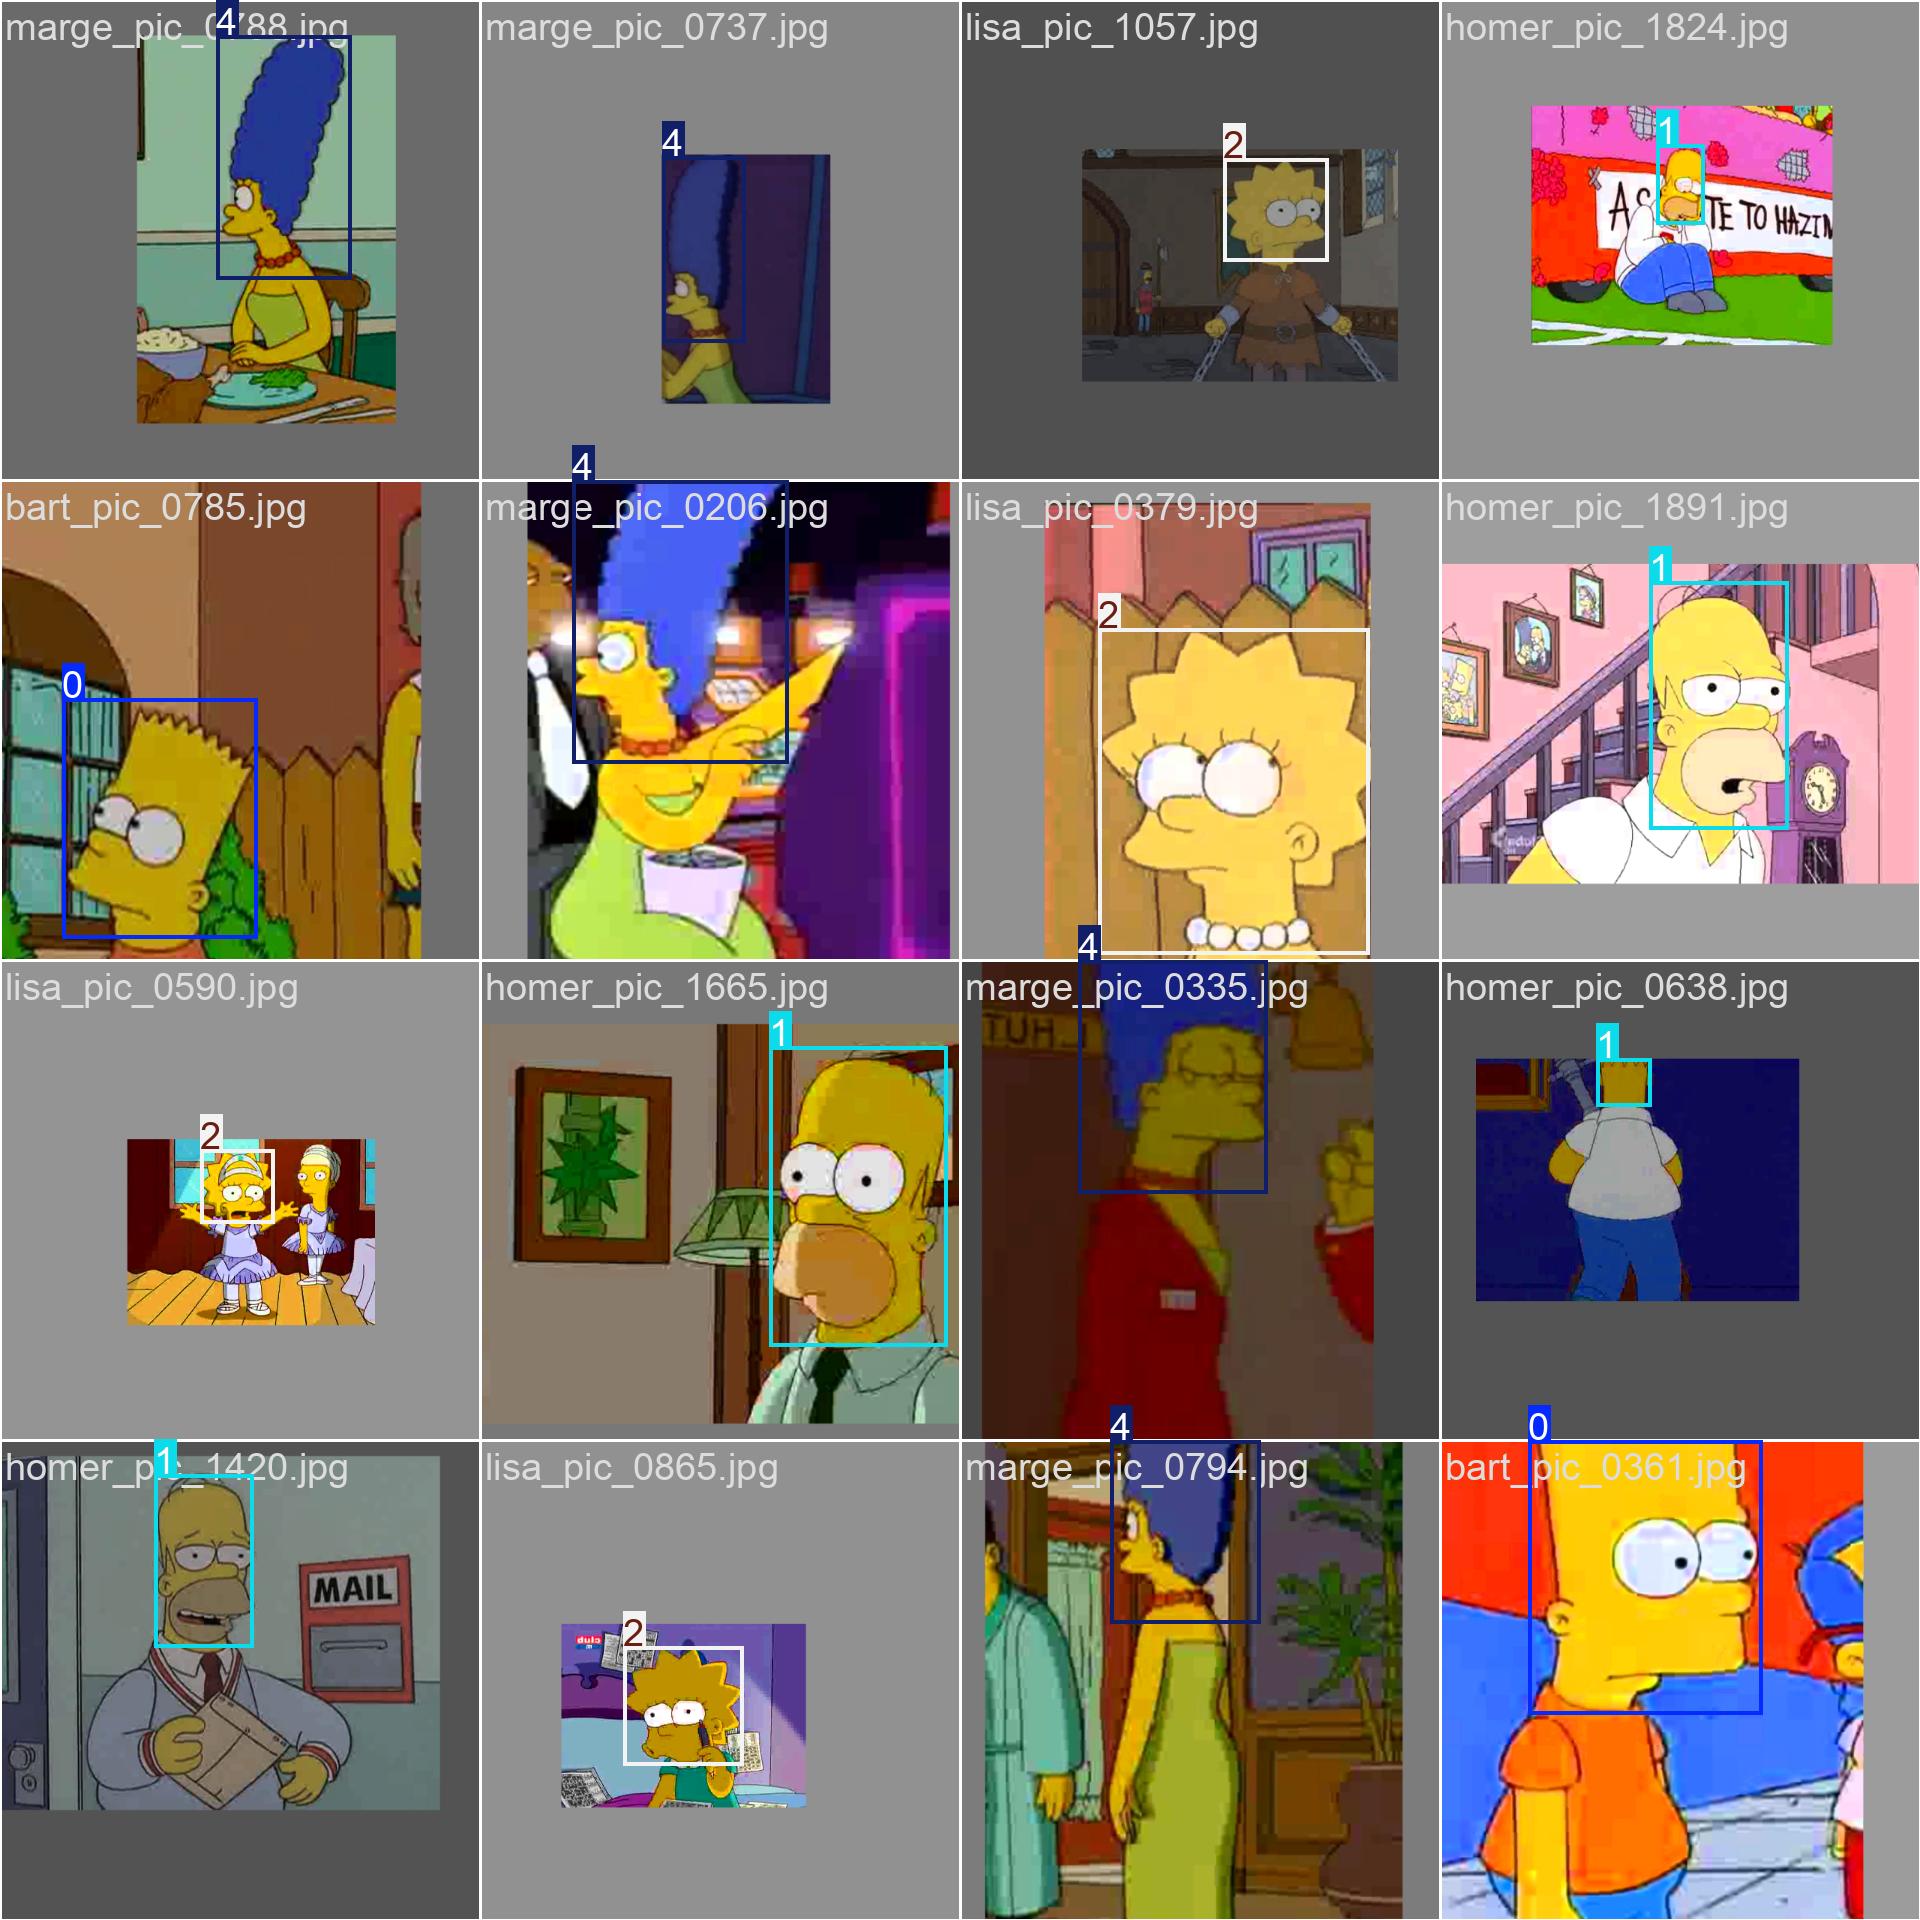 4
marge_pic_0788.jpg
marge_pic_0737.jpg
lisa_pic_1057.jpg
homer_pic_1824.jpg
4
2
1
TE TO HAZIN
4
bart_pic_0785.jpg
marge_pic_0206.jpg
lisa_pic_0379.jpg
homer_pic_1891.jpg
1
2
0
4
lisa_pic_0590.jpg
homer_pic_1665.jpg
marge_pic_0335.jpg
homer_pic_0638.jpg
1
1
2
4
0
1
homer_pic_1420.jpg
lisa_pic_0865.jpg
marge_pic_0794.jpg
bart_pic_0361.jpg
MAIL
2